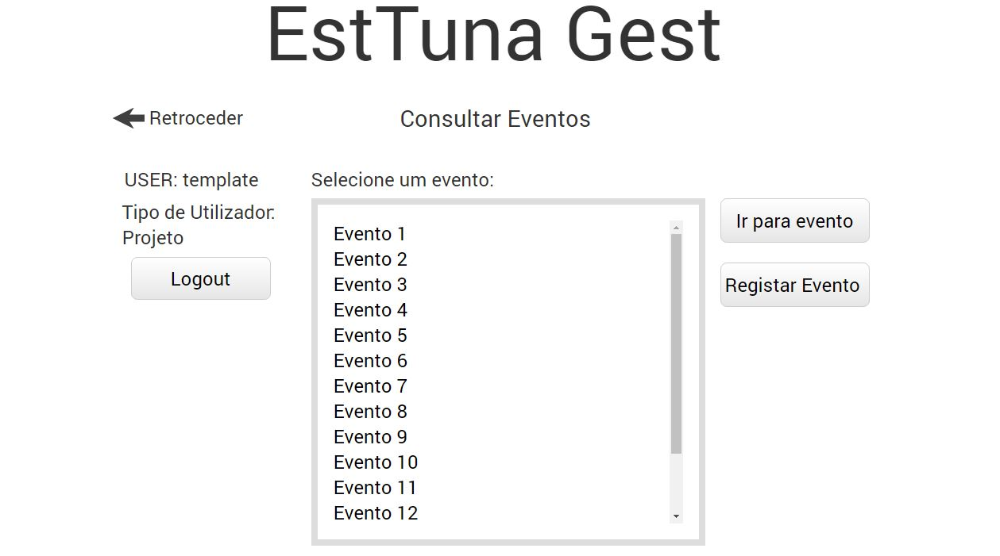 EstTuna Gest
Retroceder
Consultar Eventos
USER: template
Tipo de Utilizador:
Projeto
Logout
Selecione um evento:
Evento 1
Evento 2
Evento 3
Evento 4
Evento 5
Evento 6
Evento 7
Evento 8
Evento 9
Evento 10
Evento 11
Evento 12
Ir para evento
Registar Evento